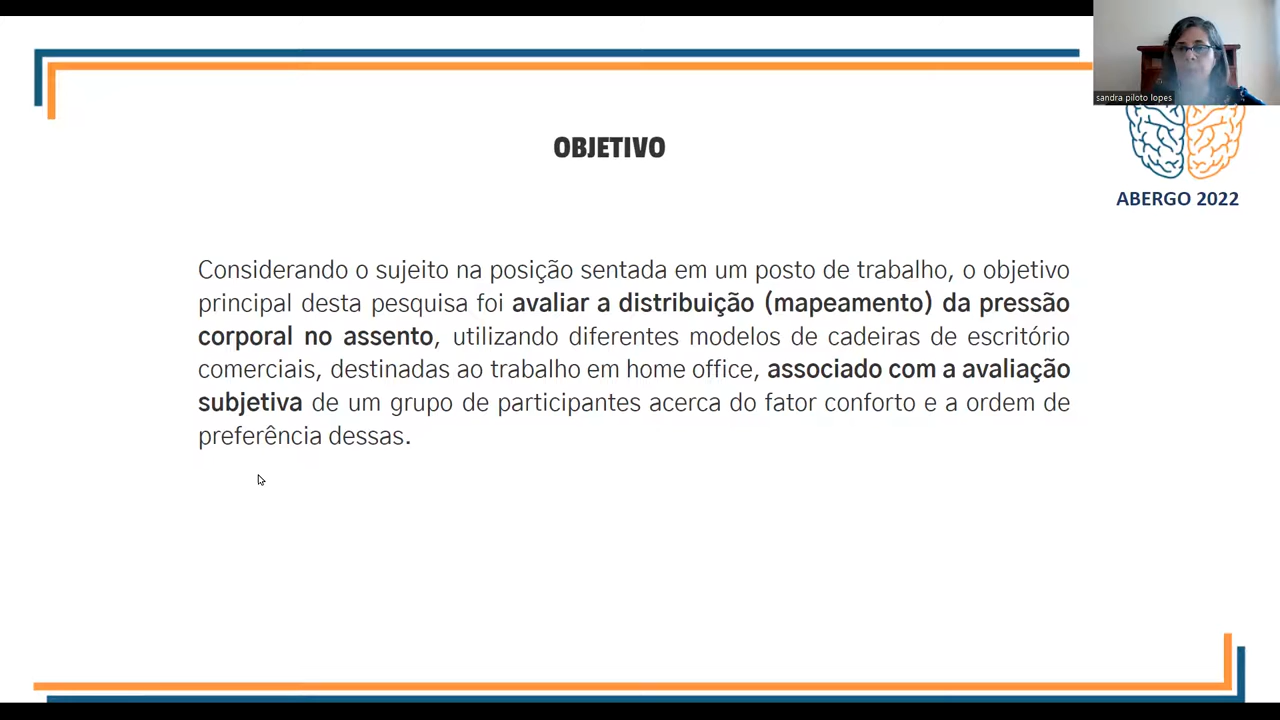 sandra piloto lopes
OBJETIVO
ABERGO 2022
Considerando o sujeito na posição sentada em um posto de trabalho, o objetivo
principal desta pesquisa foi avaliar a distribuição (mapeamento) da pressão
corporal no assento, utilizando diferentes modelos de cadeiras de escritório
comerciais, destinadas ao trabalho em home office, associado com a avaliação
subjetiva de um grupo de participantes acerca do fator conforto e a ordem de
preferência dessas.